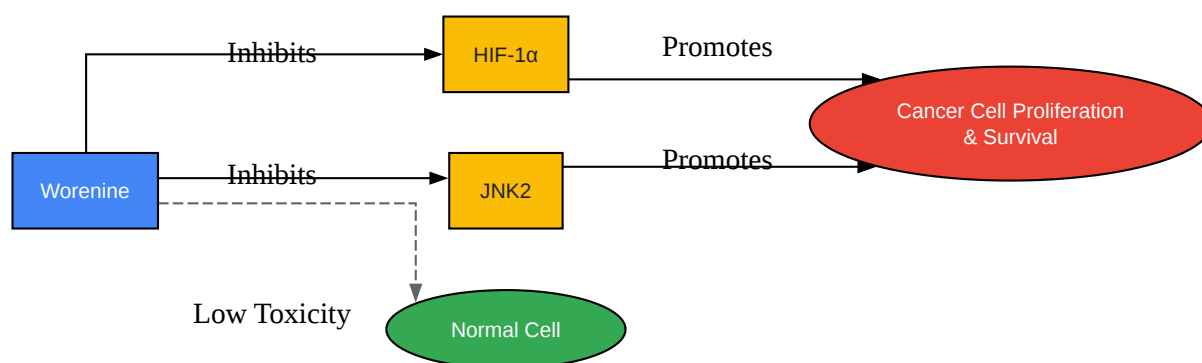 Inhibits
HIF-1α
Promotes
Cancer Cell Proliferation
& Survival
Worenine
Inhibits
JNK2
Promotes
Low Toxicity
Normal Cell